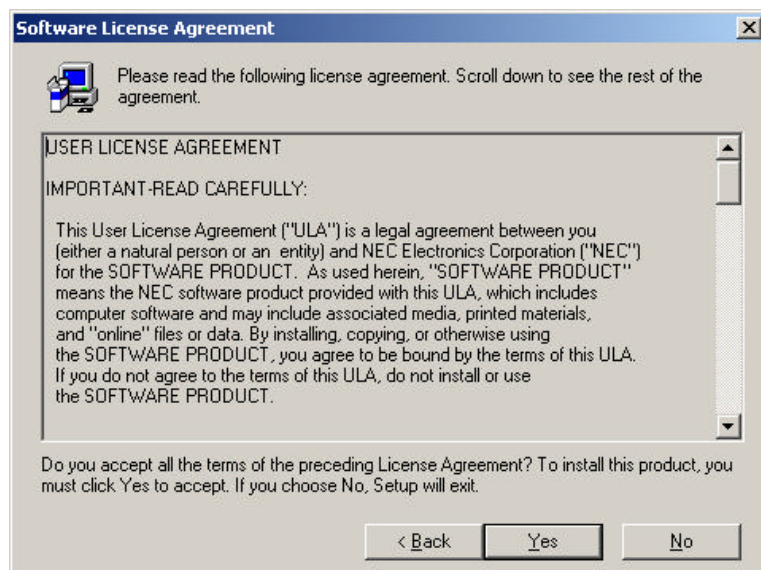 Software License Agreement
Please read the following license agreement. Scroll down to see the rest of the
agreement.
USER LICENSE AGREEMENT
IMPORTANT-READ CAREFULLY:
This User License Agreement ("ULA") is a legal agreement between you
(either a natural person or an  entity) and NEC Electronics Corporation ("NEC")
for the SOFTWARE PRODUCT.  As used herein, "SOFTWARE PRODUCT"
means the NEC software product provided with this ULA, which includes
computer software and may include associated media, printed materials,
and "online" files or data. By installing, copying, or otherwise using
the SOFTWARE PRODUCT, you agree to be bound by the terms of this ULA.
If you do not agree to the terms of this ULA, do not install or use
the SOFTWARE PRODUCT.
Do you accept all the terms of the preceding License Agreement? To install this product, you
must click Yes to accept. If you choose No, Setup will exit.
< Back Yes No